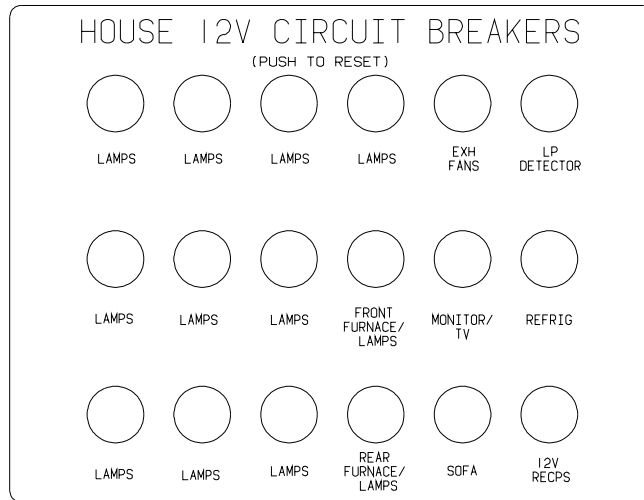 HOUSE 12V CIRCUIT BREAKERS
(PUSH TO RESET)
LAMPS LAMPS LAMPS LAMPS EXH FANS LP DETECTOR
LAMPS LAMPS LAMPS FRONT FURNACE/ LAMPS MONITOR/ TV REFRIG
LAMPS LAMPS LAMPS REAR FURNACE/ LAMPS SOFA 12V RECPS